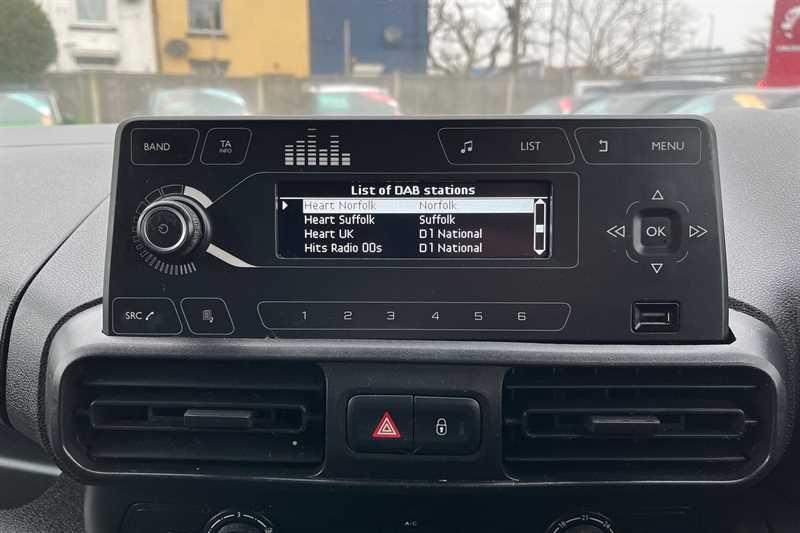 BAND
TA
INFO
LIST
MENU
List of DAB stations
Heart Norfolk Norfolk
Heart Suffolk Suffolk
Heart UK D1 National
Hits Radio 00s D1 National
OK
SRC
1 2 3 4 5 6
A/C